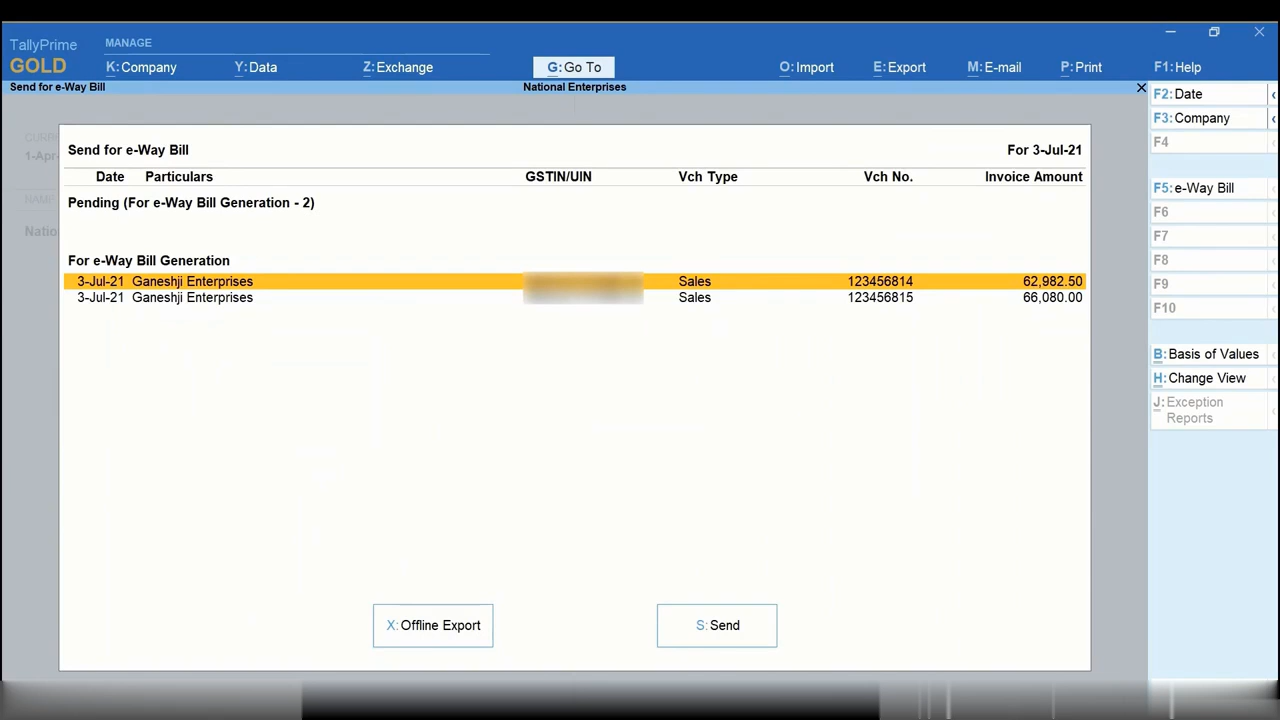 TallyPrime MANAGE
GOLD K:Company Y:Data Z:Exchange G:Go To O:Import E:Export M:E-mail P:Print F1:Help
Send for e-Way Bill National Enterprises
F2:Date
F3:Company
F4
F5:e-Way Bill
F6
F7
F8
F9
F10
B:Basis of Values
H:Change View
J:Exception
Reports
1-Apr-
NAME
Natio
Send for e-Way Bill For 3-Jul-21
Date Particulars GSTIN/UIN Vch Type Vch No. Invoice Amount
Pending (For e-Way Bill Generation - 2)
For e-Way Bill Generation
3-Jul-21 Ganeshji Enterprises Sales 123456814 62,982.50
3-Jul-21 Ganeshji Enterprises Sales 123456815 66,080.00
X:Offline Export S:Send